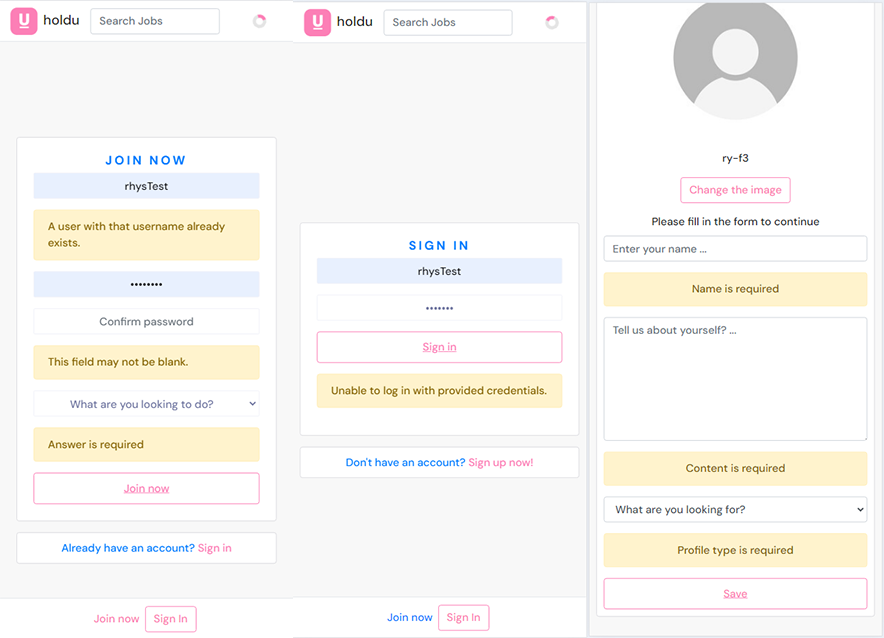 U holdu
Search Jobs
JOIN NOW
rhysTest
A user with that username already
exists.
••••••••
Confirm password
This field may not be blank.
What are you looking to do?
Answer is required
Join now
Already have an account? Sign in
Join now
Sign In
U holdu
Search Jobs
SIGN IN
rhysTest
•••••••
Sign in
Unable to log in with provided credentials.
Don't have an account? Sign up now!
Join now
Sign In
ry-f3
Change the image
Please fill in the form to continue
Enter your name ...
Name is required
Tell us about yourself? ...
Content is required
What are you looking for?
Profile type is required
Save